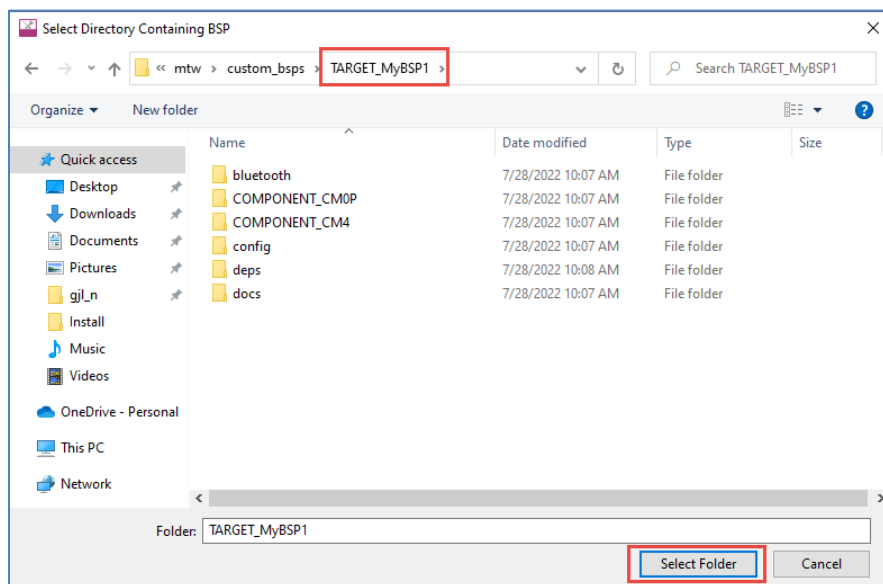 Select Directory Containing BSP
« mtw › custom_bsps › TARGET_MyBSP1 › Search TARGET_MyBSP1
Organize New folder
Name Date modified Type Size
Quick access
Desktop
Downloads
Documents
Pictures
gjl_n
Install
Music
Videos
OneDrive - Personal
This PC
Network
bluetooth 7/28/2022 10:07 AM File folder
COMPONENT_CM0P 7/28/2022 10:07 AM File folder
COMPONENT_CM4 7/28/2022 10:07 AM File folder
config 7/28/2022 10:07 AM File folder
deps 7/28/2022 10:08 AM File folder
docs 7/28/2022 10:07 AM File folder
Folder: TARGET_MyBSP1
Select Folder Cancel